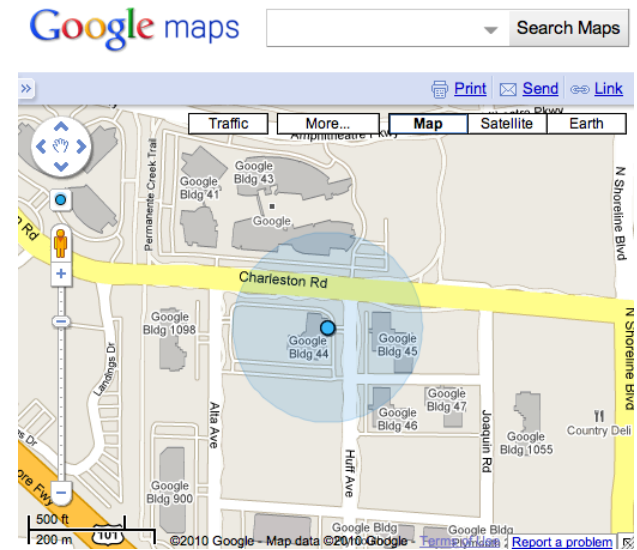 Google maps
Search Maps
»
Print Send Link
Traffic More... Map Satellite Earth
Amphitheatre Pkwy
Permanente Creek Trail
N Shoreline Blvd
Google
Bldg 43
Google
Bldg 41
Google
Rd
Charleston Rd
N Shoreline Blvd
Google
Bldg 1098
Google
Bldg 44
Google
Bldg 45
Landings Dr
Google
Bldg 47
Google
Bldg 46
Alta Ave
Huff Ave
Joaquin Rd
Google
Bldg 1055
Country Deli
Dr
Fwy
Google
Bldg 900
500 ft
200 m
101
Google Bldg
Google Bldg
©2010 Google - Map data ©2010 Google - Terms of Use
Report a problem